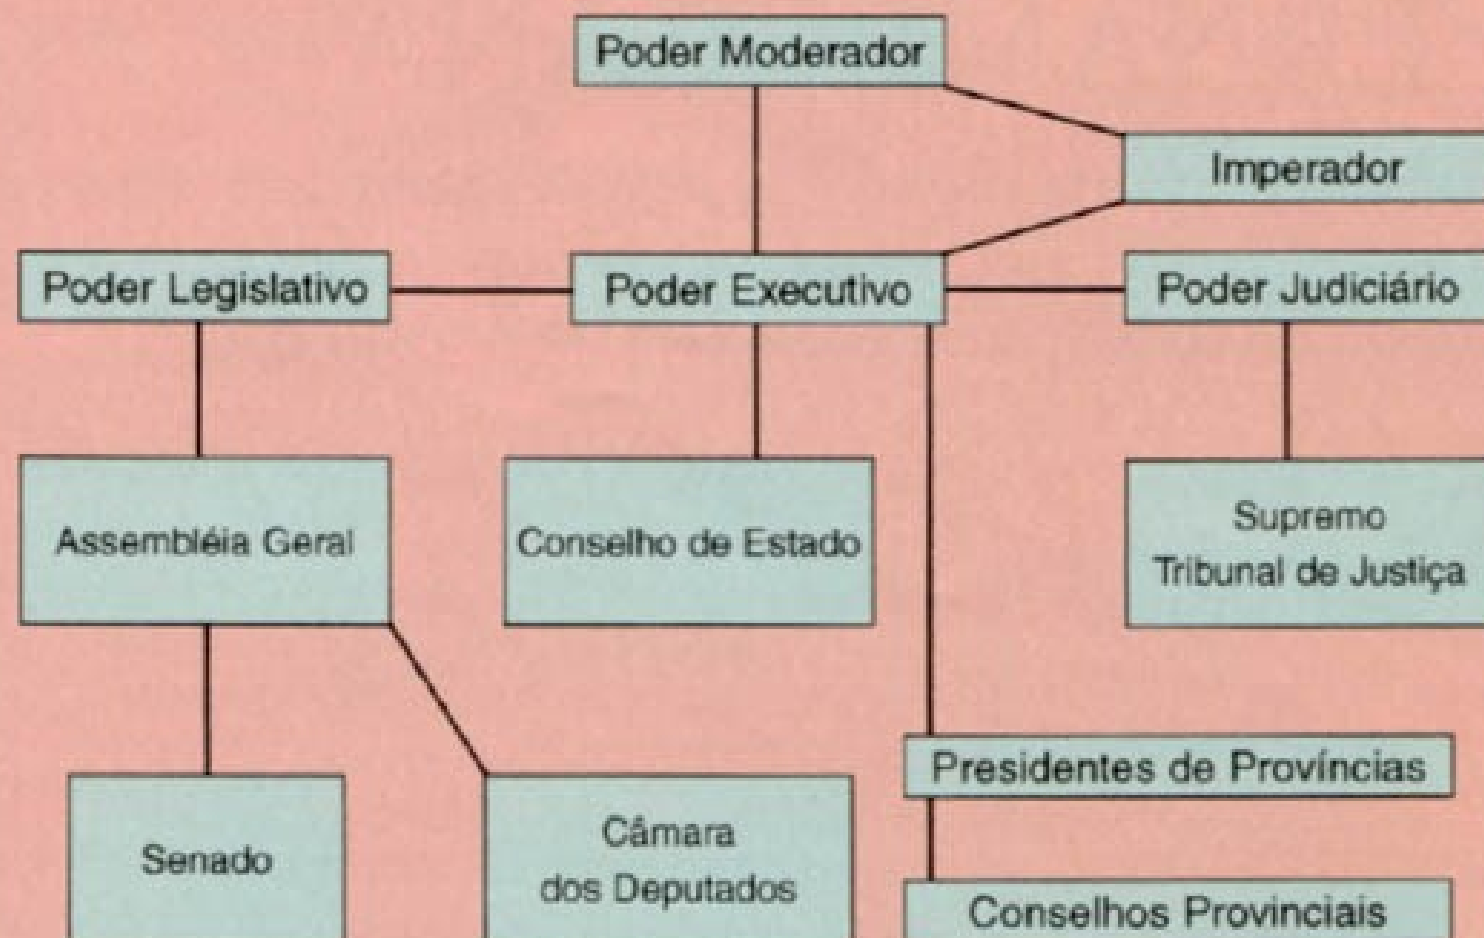 Poder Moderador
Imperador
Poder Legislativo
Poder Executivo
Poder Judiciário
Assembléia Geral
Conselho de Estado
Supremo
Tribunal de Justiça
Presidentes de Províncias
Senado
Câmara
dos Deputados
Conselhos Provinciais